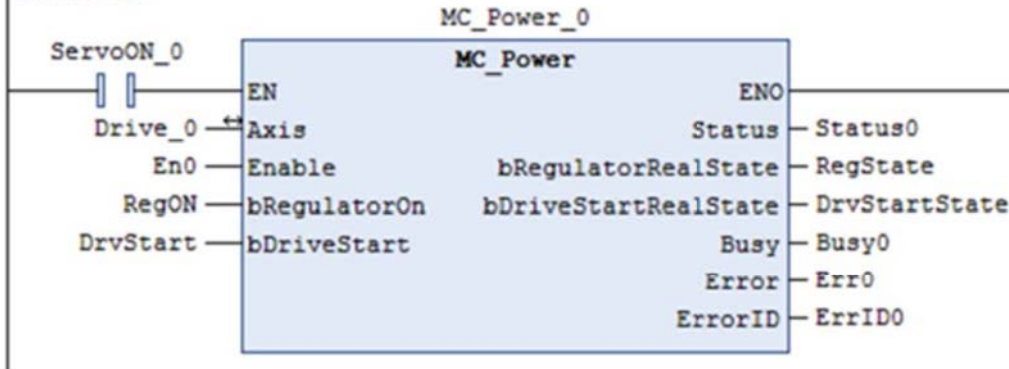 MC_Power_0
ServoON_0
MC_Power
EN ENO
Drive_0 Axis Status Status0
En0 Enable bRegulatorRealState RegState
RegON bRegulatorOn bDriveStartRealState DrvStartState
DrvStart bDriveStart Busy Busy0
Error Err0
ErrorID ErrID0